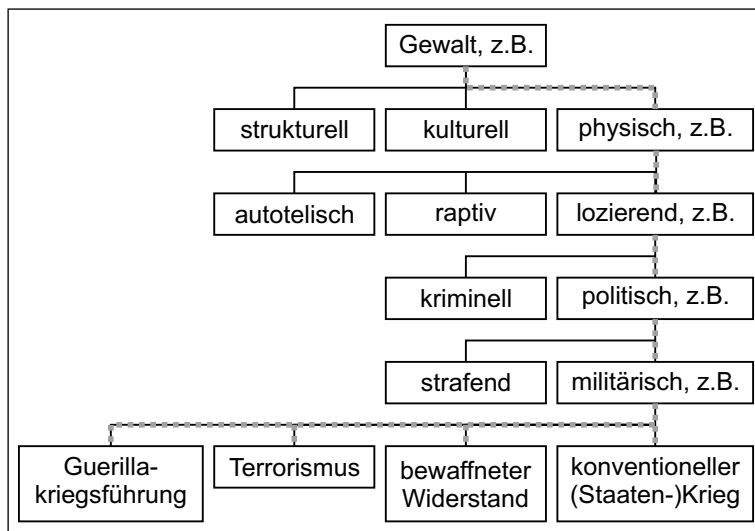 Gewalt, z.B.
strukturell
kulturell
physisch, z.B.
autotelisch
raptiv
lozierend, z.B.
kriminell
politisch, z.B.
strafend
militärisch, z.B.
Guerilla-
kriegsführung
Terrorismus
bewaffneter
Widerstand
konventioneller
(Staaten-)Krieg